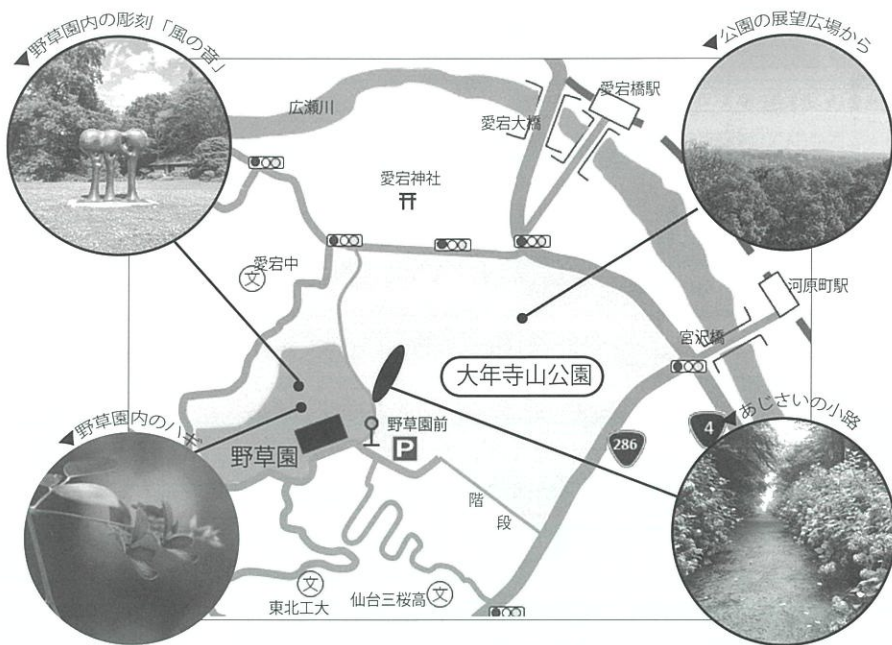 ◀野草園内の彫刻「風の音」
◀公園の展望広場から
広瀬川
愛宕大橋
愛宕橋駅
愛宕神社
愛宕中
文
河原町駅
宮沢橋
大年寺山公園
◀野草園内のハギ
野草園前
P
野草園
286
4
◀あじさいの小路
階
段
文
東北工大
仙台三桜高
文